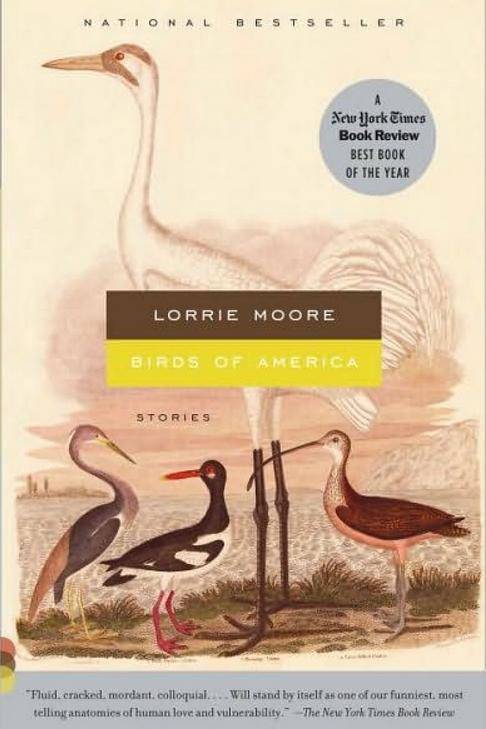 NATIONAL BESTSELLER
A
New York Times
Book Review
BEST BOOK
OF THE YEAR
LORRIE MOORE
BIRDS OF AMERICA
STORIES
"Fluid, cracked, mordant, colloquial. . . . Will stand by itself as one of our funniest, most
telling anatomies of human love and vulnerability." —The New York Times Book Review